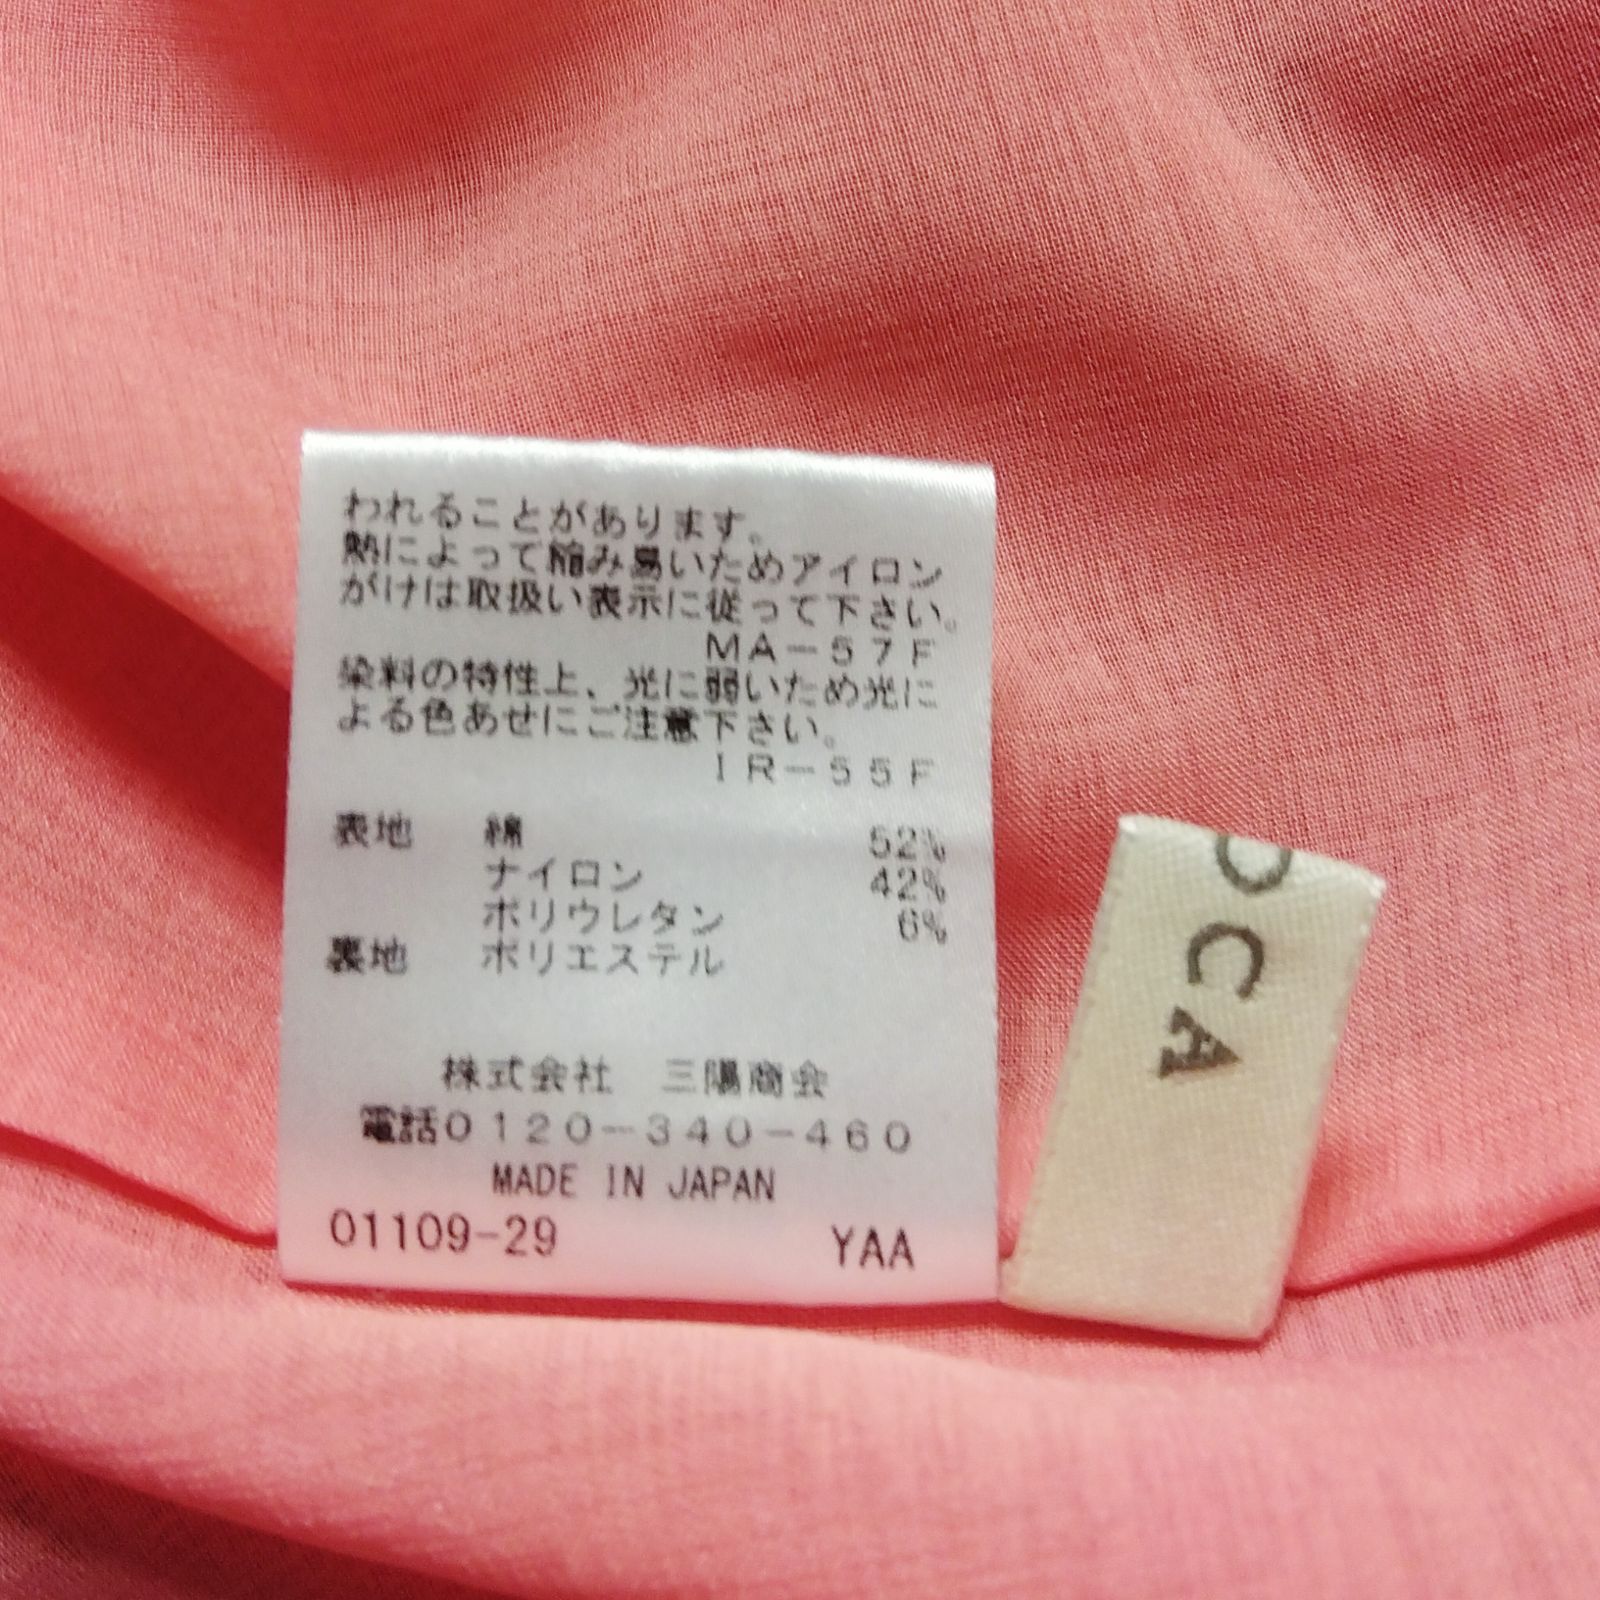 われることがあります。
熱によって縮み易いためアイロン
がけは取扱い表示に従って下さい。
MA-57F
染料の特性上、光に弱いため光に
よる色あせにご注意下さい。
IR-55F
表地 綿 52%
ナイロン 42%
ポリウレタン 6%
裏地 ポリエステル
株式会社 三陽商会
電話0120-340-460
MADE IN JAPAN
01109-29 YAA
OCA